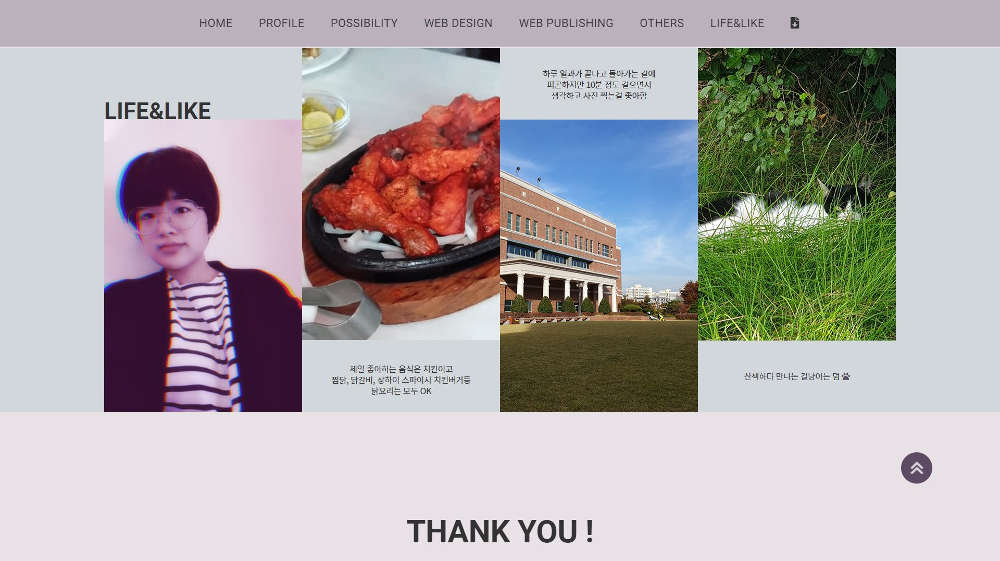 HOME PROFILE POSSIBILITY WEB DESIGN WEB PUBLISHING OTHERS LIFE&LIKE
LIFE&LIKE
제일 좋아하는 음식은 치킨이고
찜닭, 닭갈비, 상하이 스파이시 치킨버거등
닭요리는 모두 OK
하루 일과가 끝나고 돌아가는 길에
피곤하지만 10분 정도 걸으면서
생각하고 사진 찍는걸 좋아함
산책하다 만나는 길냥이는 덤
THANK YOU !